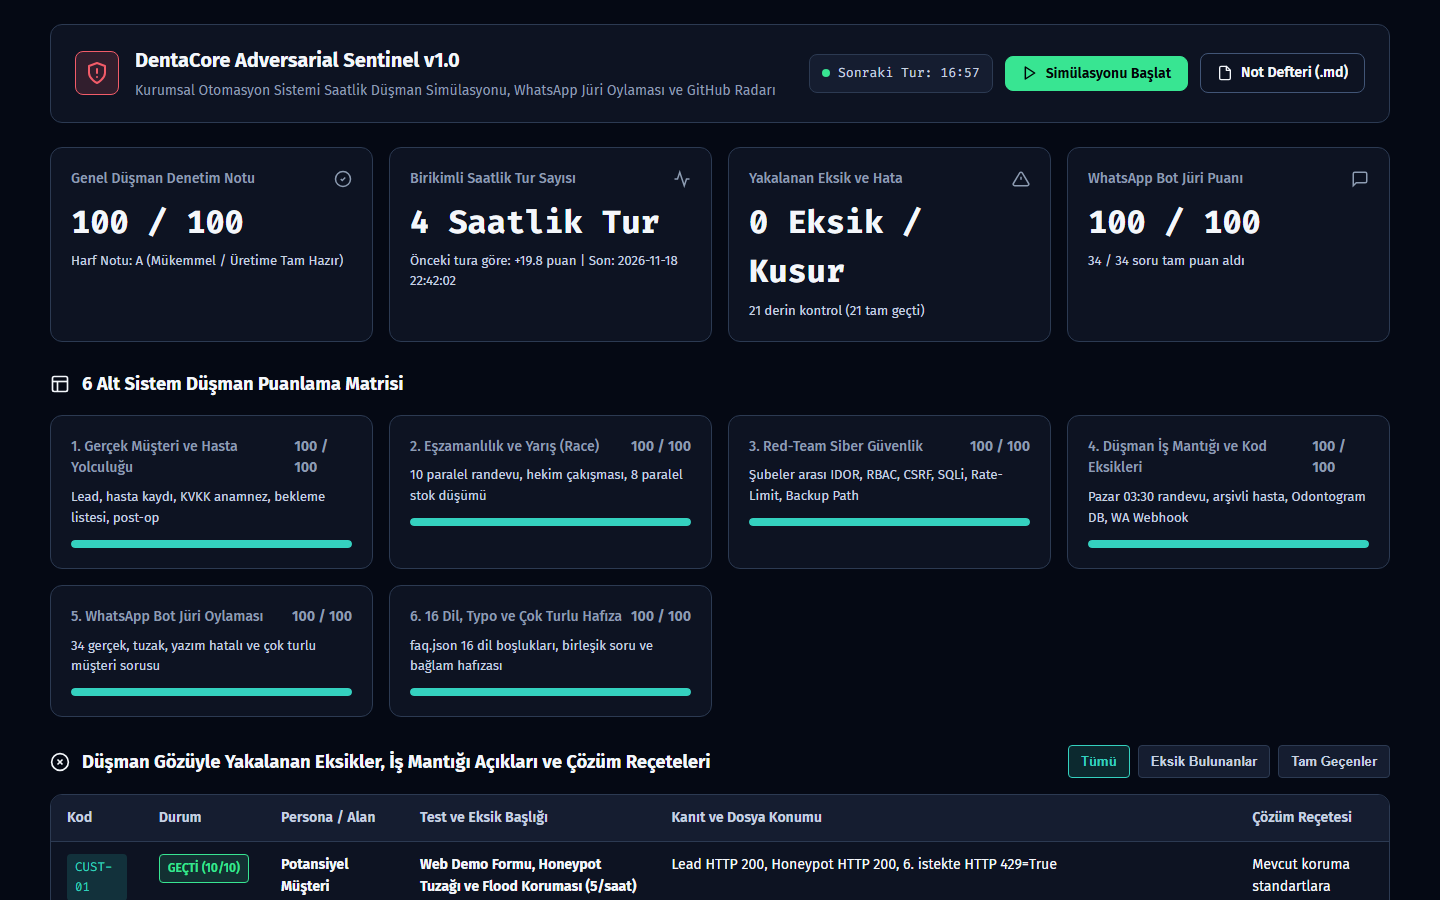 DentaCore Adversarial Sentinel v1.0
Kurumsal Otomasyon Sistemi Saatlik Düşman Simülasyonu, WhatsApp Jüri Oylaması ve GitHub Radarı
Sonraki Tur: 16:57
Simülasyonu Başlat
Not Defteri (.md)
Genel Düşman Denetim Notu
100 / 100
Harf Notu: A (Mükemmel / Üretime Tam Hazır)
Birikimli Saatlik Tur Sayısı
4 Saatlik Tur
Önceki tura göre: +19.8 puan | Son: 2026-11-18
22:42:02
Yakalanan Eksik ve Hata
0 Eksik /
Kusur
21 derin kontrol (21 tam geçti)
WhatsApp Bot Jüri Puanı
100 / 100
34 / 34 soru tam puan aldı
6 Alt Sistem Düşman Puanlama Matrisi
1. Gerçek Müşteri ve Hasta
Yolculuğu
100 /
100
Lead, hasta kaydı, KVKK anamnez, bekleme
listesi, post-op
2. Eşzamanlılık ve Yarış (Race)
100 / 100
10 paralel randevu, hekim çakışması, 8 paralel
stok düşümü
3. Red-Team Siber Güvenlik
100 / 100
Şubeler arası IDOR, RBAC, CSRF, SQLi, Rate-
Limit, Backup Path
4. Düşman İş Mantığı ve Kod
Eksikleri
100 /
100
Pazar 03:30 randevu, arşivli hasta, Odontogram
DB, WA Webhook
5. WhatsApp Bot Jüri Oylaması
100 / 100
34 gerçek, tuzak, yazım hatalı ve çok turlu
müşteri sorusu
6. 16 Dil, Typo ve Çok Turlu Hafıza
100 / 100
faq.json 16 dil boşlukları, birleşik soru ve
bağlam hafızası
Düşman Gözüyle Yakalanan Eksikler, İş Mantığı Açıkları ve Çözüm Reçeteleri
Tümü
Eksik Bulunanlar
Tam Geçenler
Kod
Durum
Persona / Alan
Test ve Eksik Başlığı
Kanıt ve Dosya Konumu
Çözüm Reçetesi
CUST-
01
GEÇTİ (10/10)
Potansiyel
Müşteri
Web Demo Formu, Honeypot
Tuzağı ve Flood Koruması (5/saat)
Lead HTTP 200, Honeypot HTTP 200, 6. istekte HTTP 429=True
Mevcut koruma
standartlara